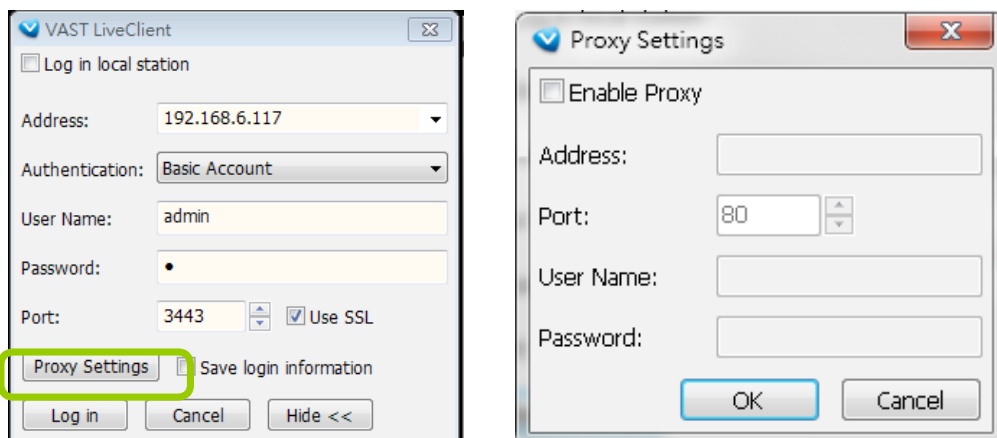 VAST LiveClient
Log in local station
Address: 192.168.6.117
Authentication: Basic Account
User Name: admin
Password: •
Port: 3443 Use SSL
Proxy Settings Save login information
Log in Cancel Hide <<
Proxy Settings
Enable Proxy
Address:
Port: 80
User Name:
Password:
OK Cancel